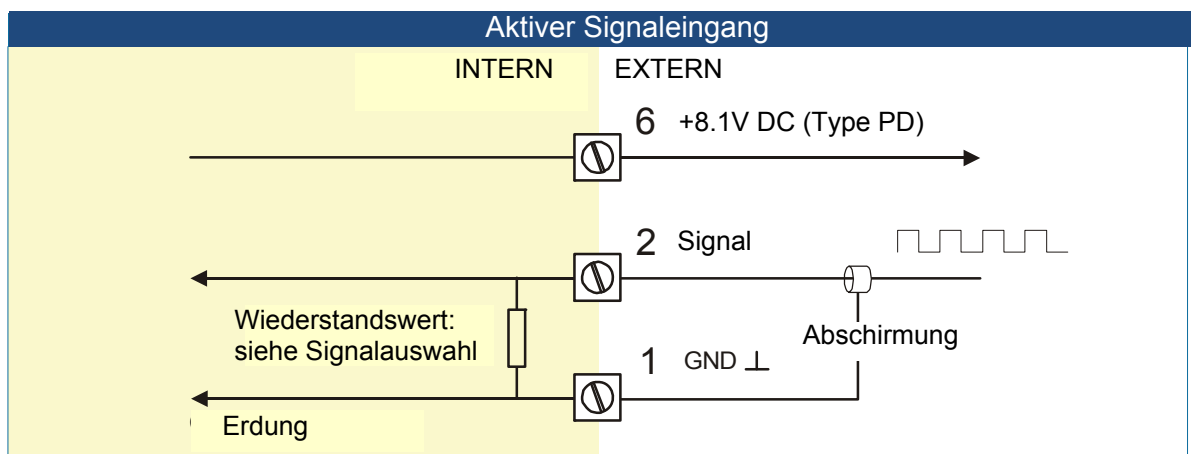 Aktiver Signaleingang
INTERN EXTERN
6 +8.1V DC (Type PD)
2 Signal
Wiederstandswert:
siehe Signalauswahl
Abschirmung
1 GND ⊥
Erdung